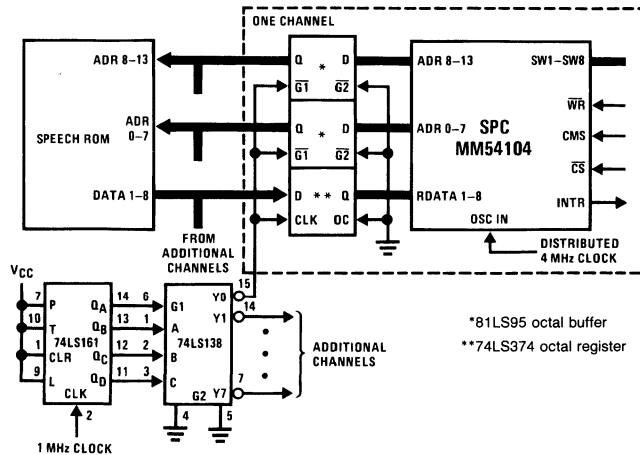 ONE CHANNEL
ADR 8-13
Q * D
G1 G2
ADR 8-13
SW1-SW8
SPEECH ROM
ADR
0-7
Q * D
G1 G2
ADR 0-7
SPC
MM54104
WR
CMS
CS
DATA 1-8
D ** Q
CLK OC
RDATA 1-8
INTR
OSC IN
FROM
ADDITIONAL
CHANNELS
DISTRIBUTED
4 MHz CLOCK
VCC
7 P QA 14 6 G1 Y0 15
10 T QB 13 1 A Y1 14
74LS161
74LS138
1 CLR QC 12 2 B
9 L QD 11 3 C Y7 7
CLK
2
G2
4 5
1 MHz CLOCK
ADDITIONAL
CHANNELS
*81LS95 octal buffer
**74LS374 octal register